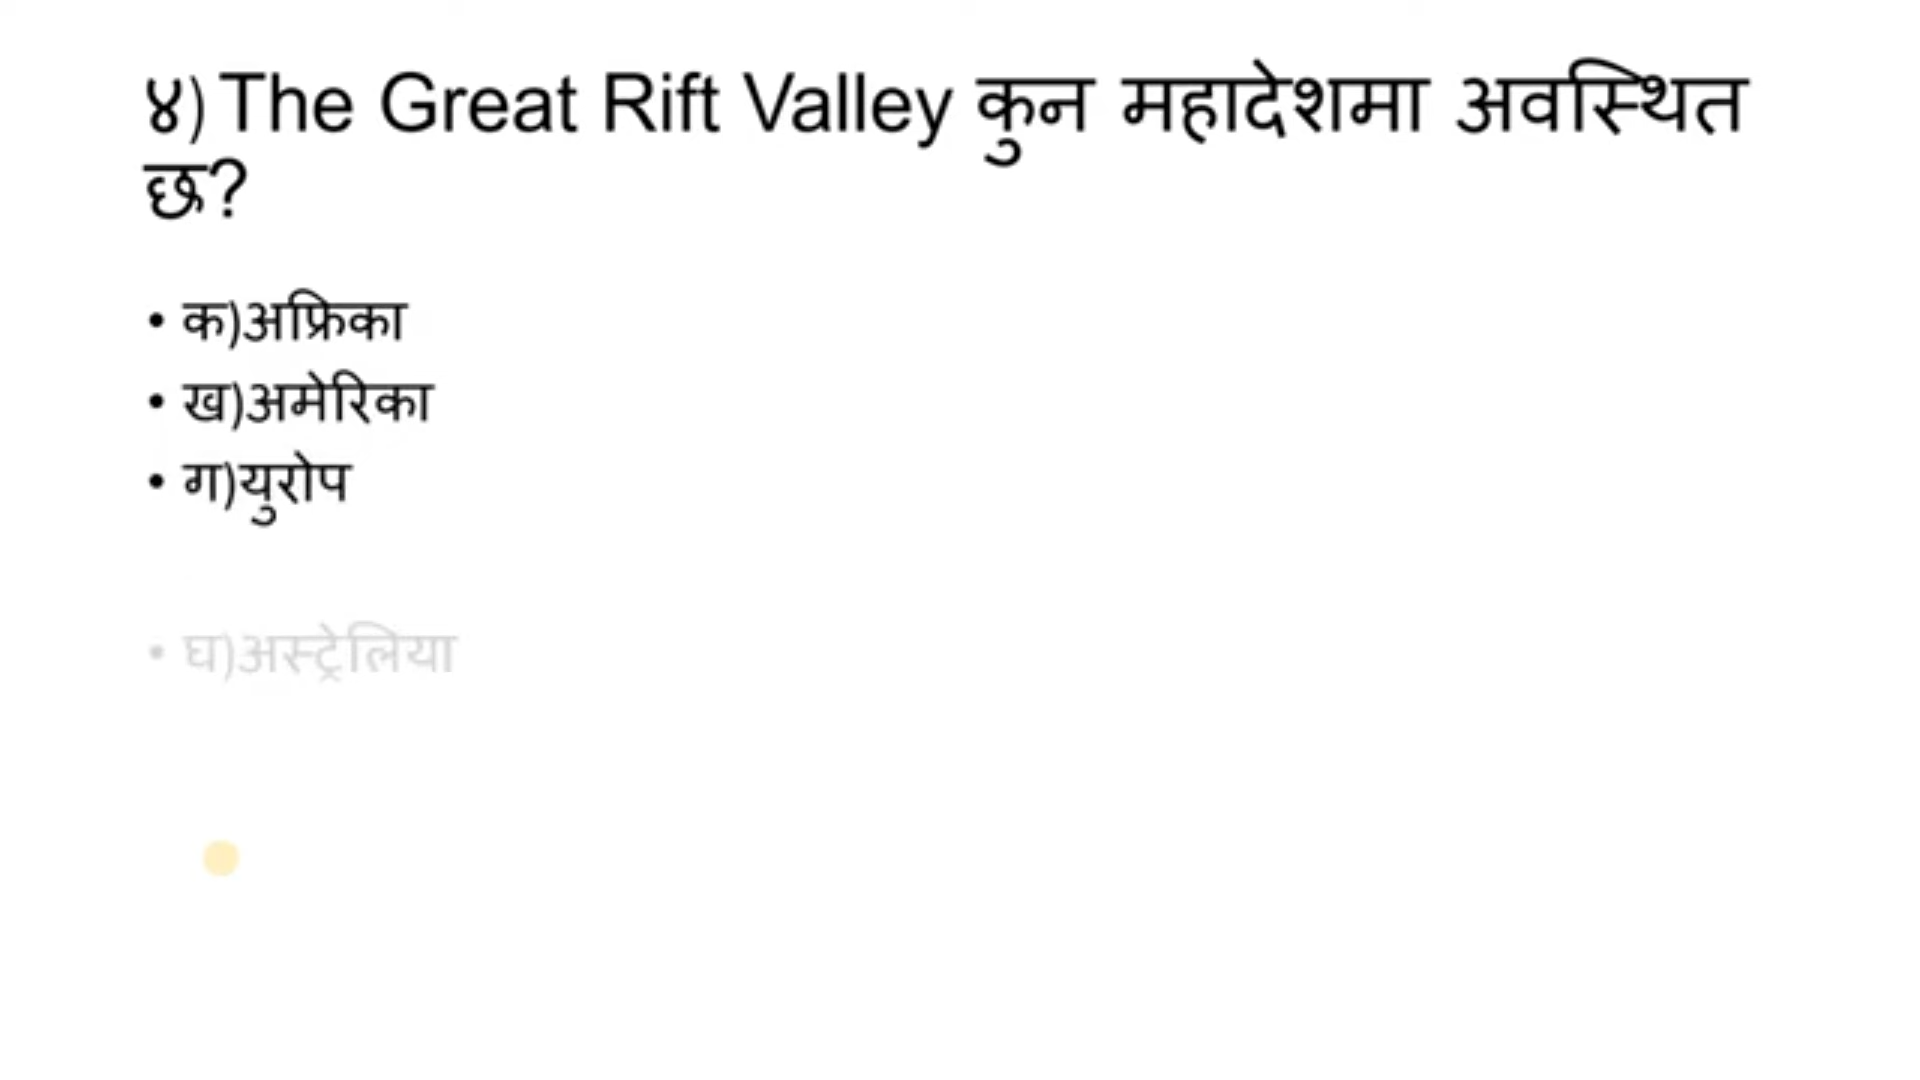 ४) The Great Rift Valley कुन महादेशमा अवस्थित
छ?
• क)अफ्रिका
• ख)अमेरिका
• ग)युरोप
• घ)अस्ट्रेलिया